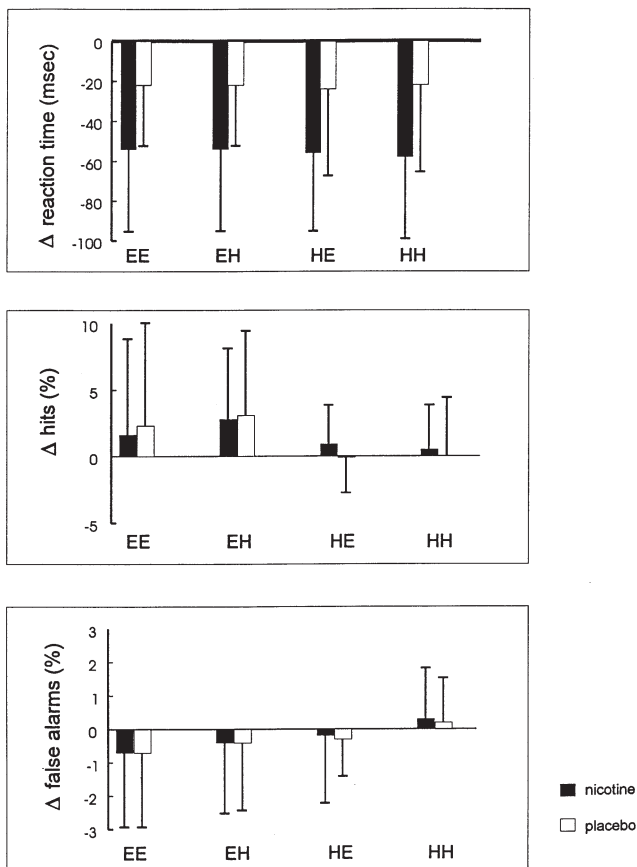 Δ reaction time (msec)
0
-20
-40
-60
-80
-100
EE EH HE HH
Δ hits (%)
10
5
0
-5
EE EH HE HH
Δ false alarms (%)
3
2
1
0
-1
-2
-3
EE EH HE HH
nicotine
placebo